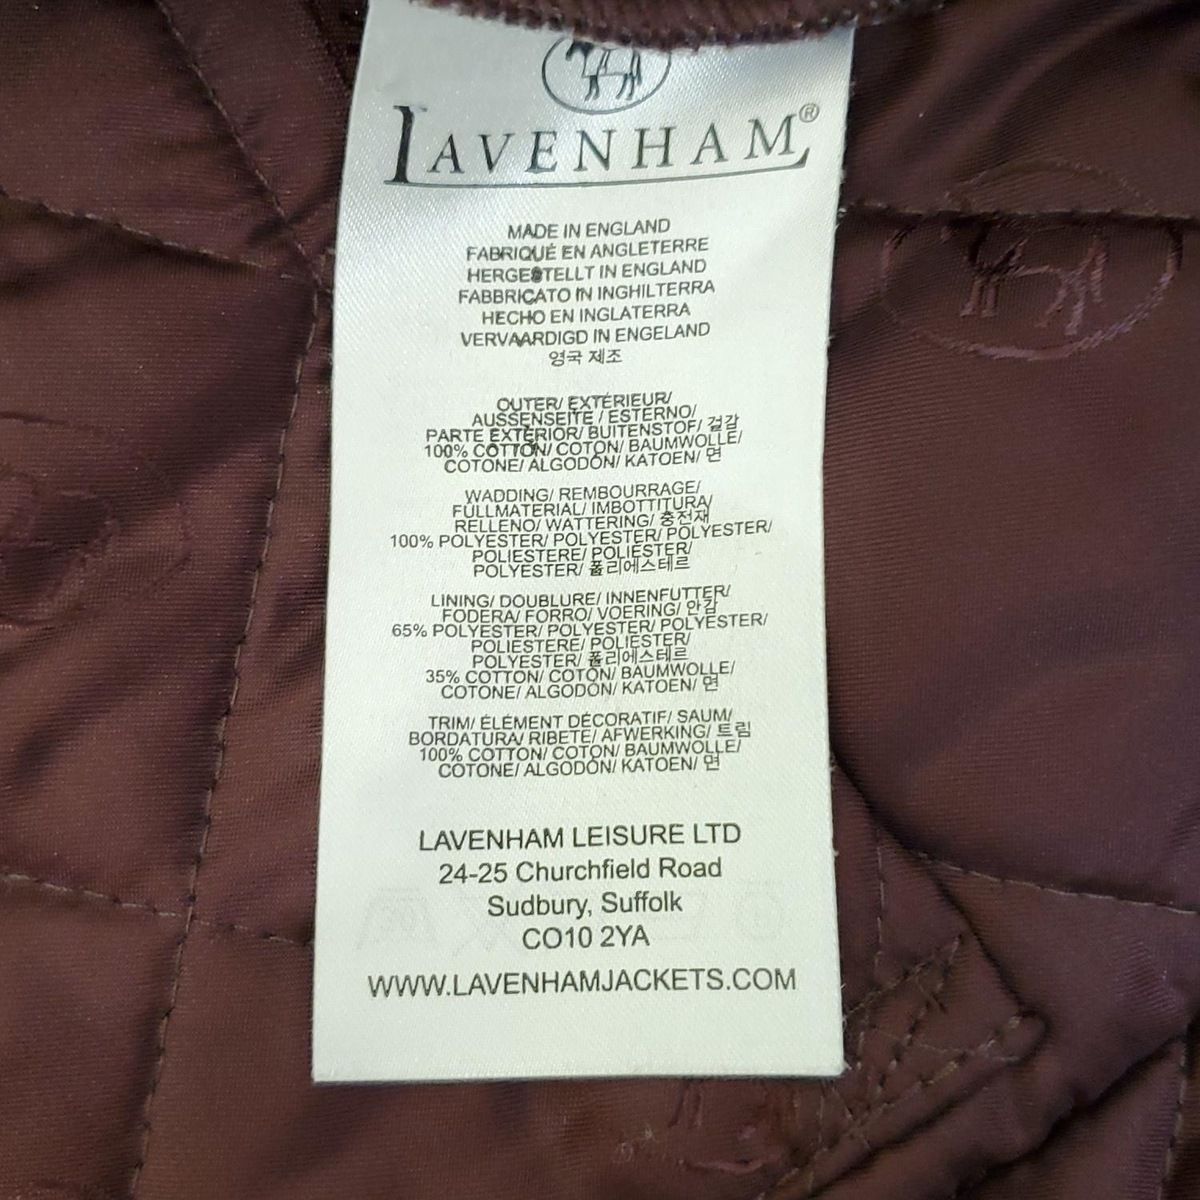 LAVENHAM®
MADE IN ENGLAND
FABRIQUÉ EN ANGLETERRE
HERGESTELLT IN ENGLAND
FABBRICATO IN INGHILTERRA
HECHO EN INGLATERRA
VERVAARDIGD IN ENGELAND
영국 제조
OUTER/ EXTÉRIEUR/
AUSSENSEITE / ESTERNO/
PARTE EXTERIOR/ BUITENSTOF/ 겉감
100% COTTON/ COTON/ BAUMWOLLE/
COTONE/ ALGODÓN/ KATOEN/ 면
WADDING/ REMBOURRAGE/
FÜLLMATERIAL/ IMBOTTITURA/
RELLENO/ WATTERING/ 충전재
100% POLYESTER/ POLYESTER/ POLYESTER/
POLIESTERE/ POLIÉSTER/
POLYESTER/ 폴리에스테르
LINING/ DOUBLURE/ INNENFUTTER/
FODERA/ FORRO/ VOERING/ 안감
65% POLYESTER/ POLYESTER/ POLYESTER/
POLIESTERE/ POLIÉSTER/
POLYESTER/ 폴리에스테르
35% COTTON/ COTON/ BAUMWOLLE/
COTONE/ ALGODÓN/ KATOEN/ 면
TRIM/ ÉLÉMENT DÉCORATIF/ SAUM/
BORDATURA/ RIBETE/ AFWERKING/ 트림
100% COTTON/ COTON/ BAUMWOLLE/
COTONE/ ALGODÓN/ KATOEN/ 면
LAVENHAM LEISURE LTD
24-25 Churchfield Road
Sudbury, Suffolk
CO10 2YA
WWW.LAVENHAMJACKETS.COM